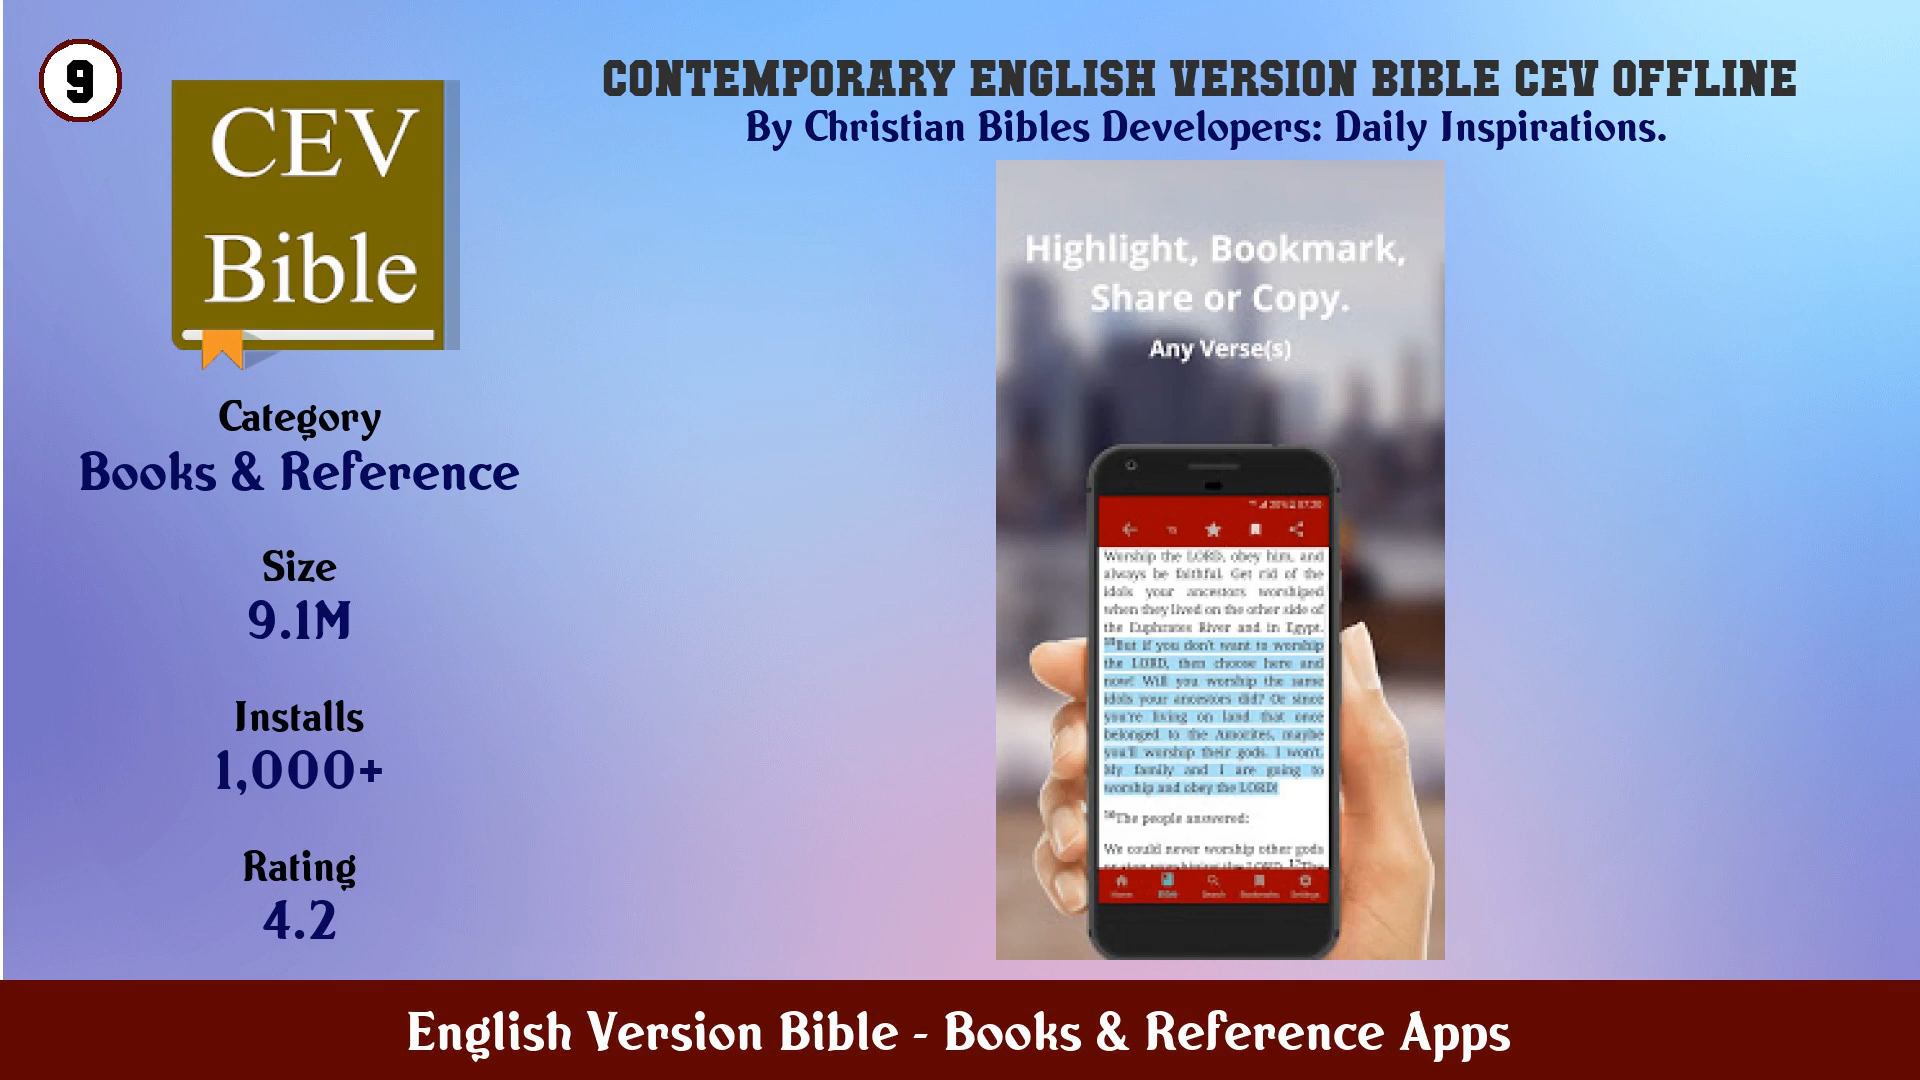 9
CEV
Bible
CONTEMPORARY ENGLISH VERSION BIBLE CEV OFFLINE
By Christian Bibles Developers: Daily Inspirations.
Category
Books & Reference
Size
9.1M
Installs
1,000+
Rating
4.2
Highlight, Bookmark,
Share or Copy.
Any Verse(s)
Worship the LORD, obey him, and
always be faithful. Get rid of the
idols your ancestors worshiped
when they lived on the other side of
the Euphrates River and in Egypt.
15But if you don't want to worship
the LORD, then choose here and
now! Will you worship the same
idols your ancestors did? Or since
you're living on land that once
belonged to the Amorites, maybe
you'll worship their gods. I won't.
My family and I are going to
worship and obey the LORD!
16The people answered:
We could never worship other gods
Home Search Bookmarks Settings
English Version Bible - Books & Reference Apps